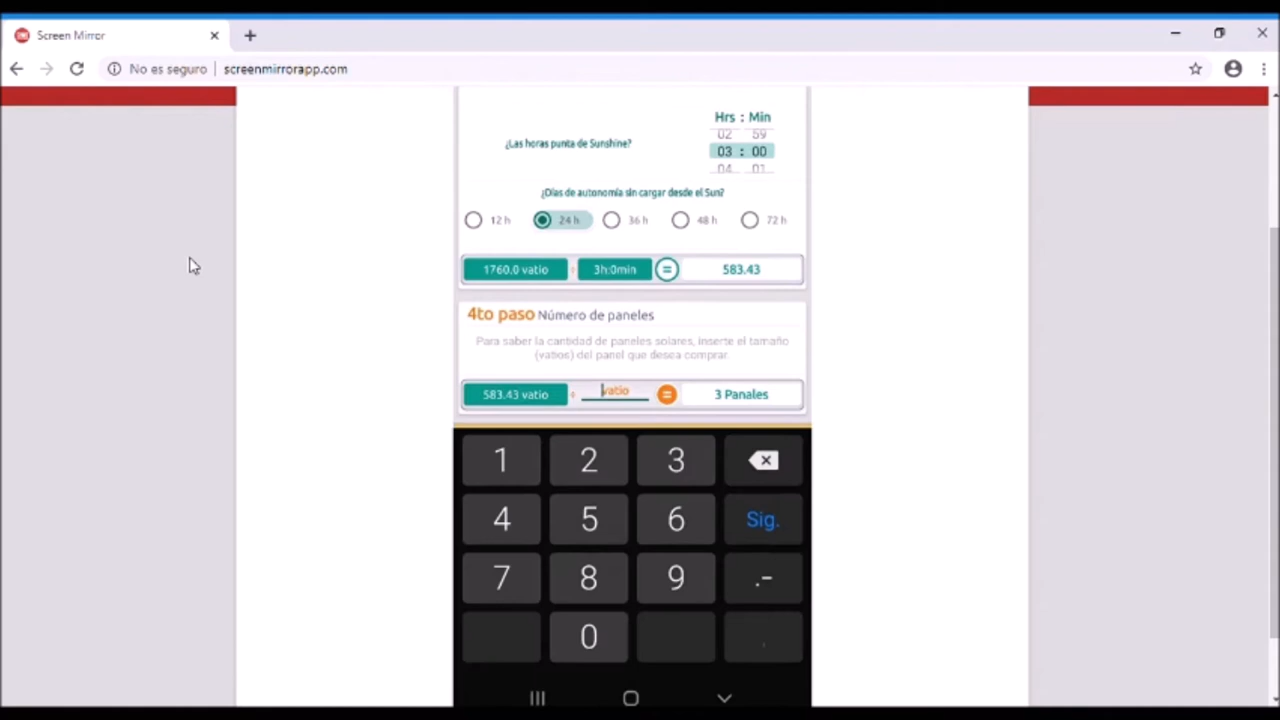 Screen Mirror
No es seguro | screenmirrorapp.com
Hrs : Min
02 59
¿Las horas punta de Sunshine?
03 : 00
04 01
¿Días de autonomía sin cargar desde el Sun?
12 h 24 h 36 h 48 h 72 h
1760.0 vatio ÷ 3h:0min = 583.43
4to paso Número de paneles
Para saber la cantidad de paneles solares, inserte el tamaño
(vatios) del panel que desea comprar.
583.43 vatio ÷ vatio = 3 Panales
1 2 3
4 5 6 Sig.
7 8 9 .-
0 ,